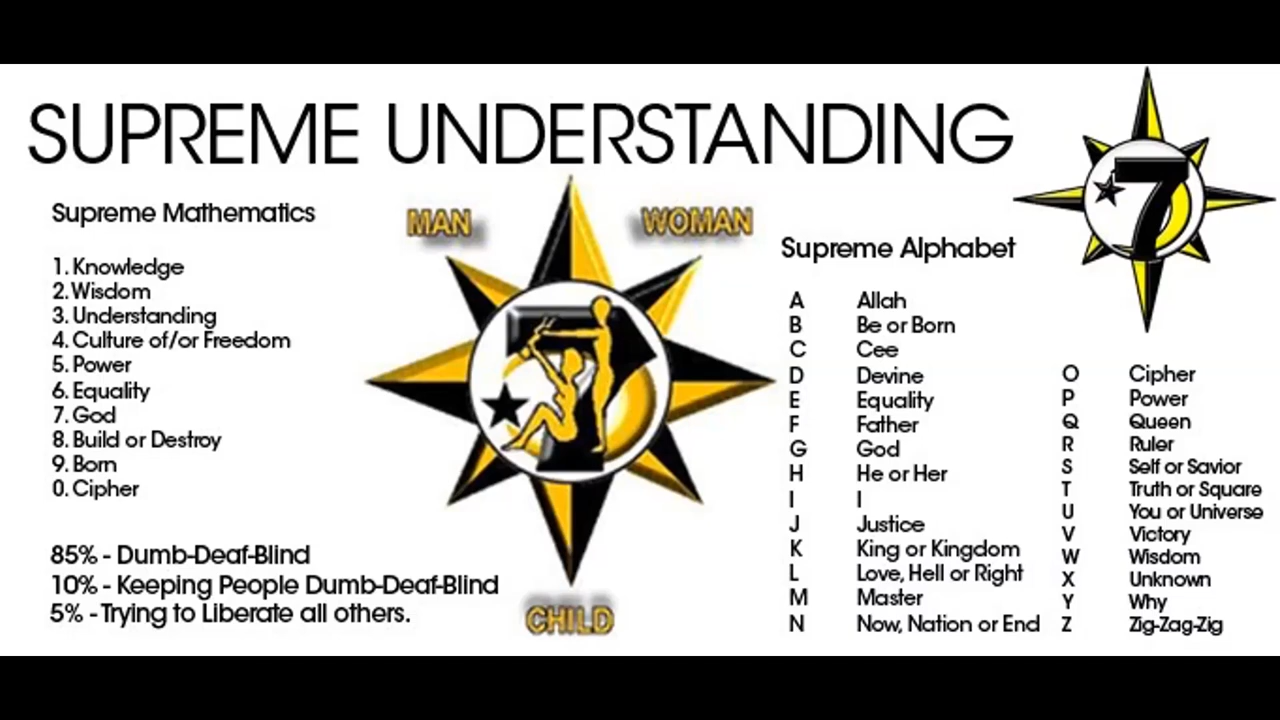 SUPREME UNDERSTANDING
7
Supreme Mathematics
1. Knowledge
2. Wisdom
3. Understanding
4. Culture of/or Freedom
5. Power
6. Equality
7. God
8. Build or Destroy
9. Born
0. Cipher
85% - Dumb-Deaf-Blind
10% - Keeping People Dumb-Deaf-Blind
5% - Trying to Liberate all others.
MAN
WOMAN
7
CHILD
Supreme Alphabet
A Allah
B Be or Born
C Cee
D Devine
E Equality
F Father
G God
H He or Her
I I
J Justice
K King or Kingdom
L Love, Hell or Right
M Master
N Now, Nation or End
O Cipher
P Power
Q Queen
R Ruler
S Self or Savior
T Truth or Square
U You or Universe
V Victory
W Wisdom
X Unknown
Y Why
Z Zig-Zag-Zig